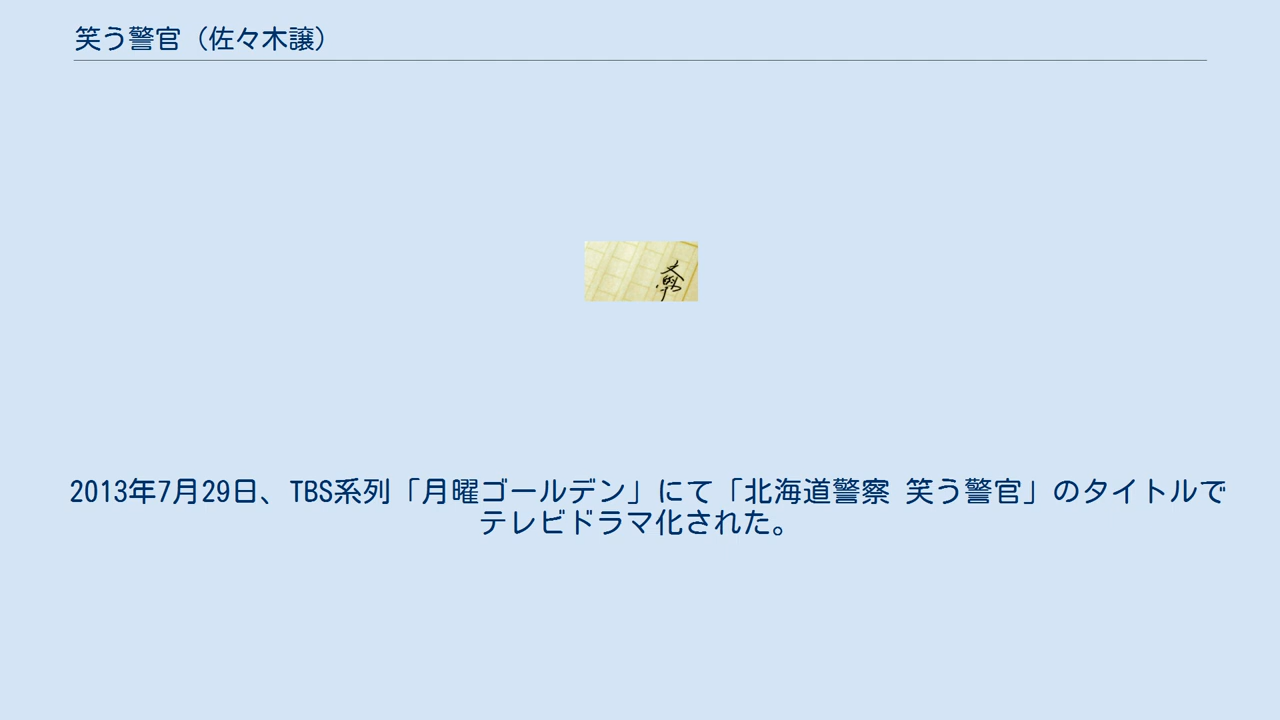 笑う警官（佐々木譲）
2013年7月29日、TBS系列「月曜ゴールデン」にて「北海道警察 笑う警官」のタイトルで
テレビドラマ化された。